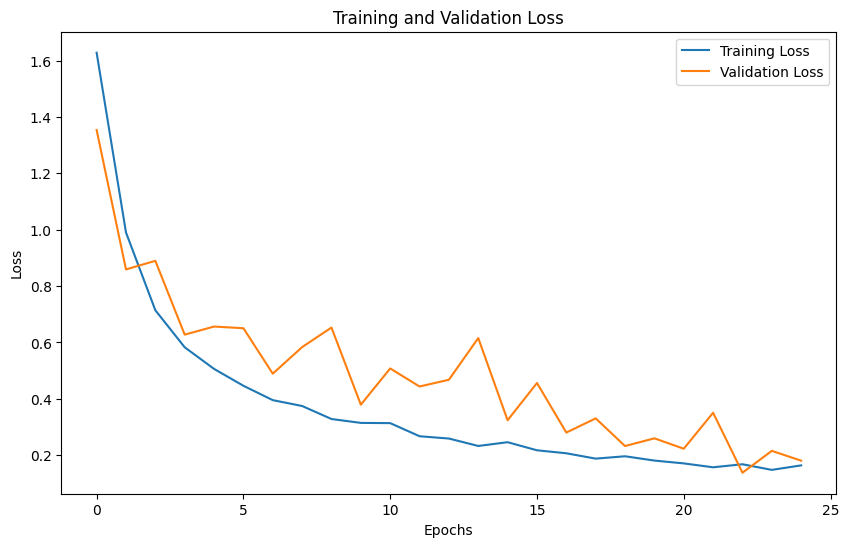 Training and Validation Loss
Training Loss
Validation Loss
1.6
1.4
1.2
1.0
0.8
0.6
0.4
0.2
Loss
0 5 10 15 20 25
Epochs